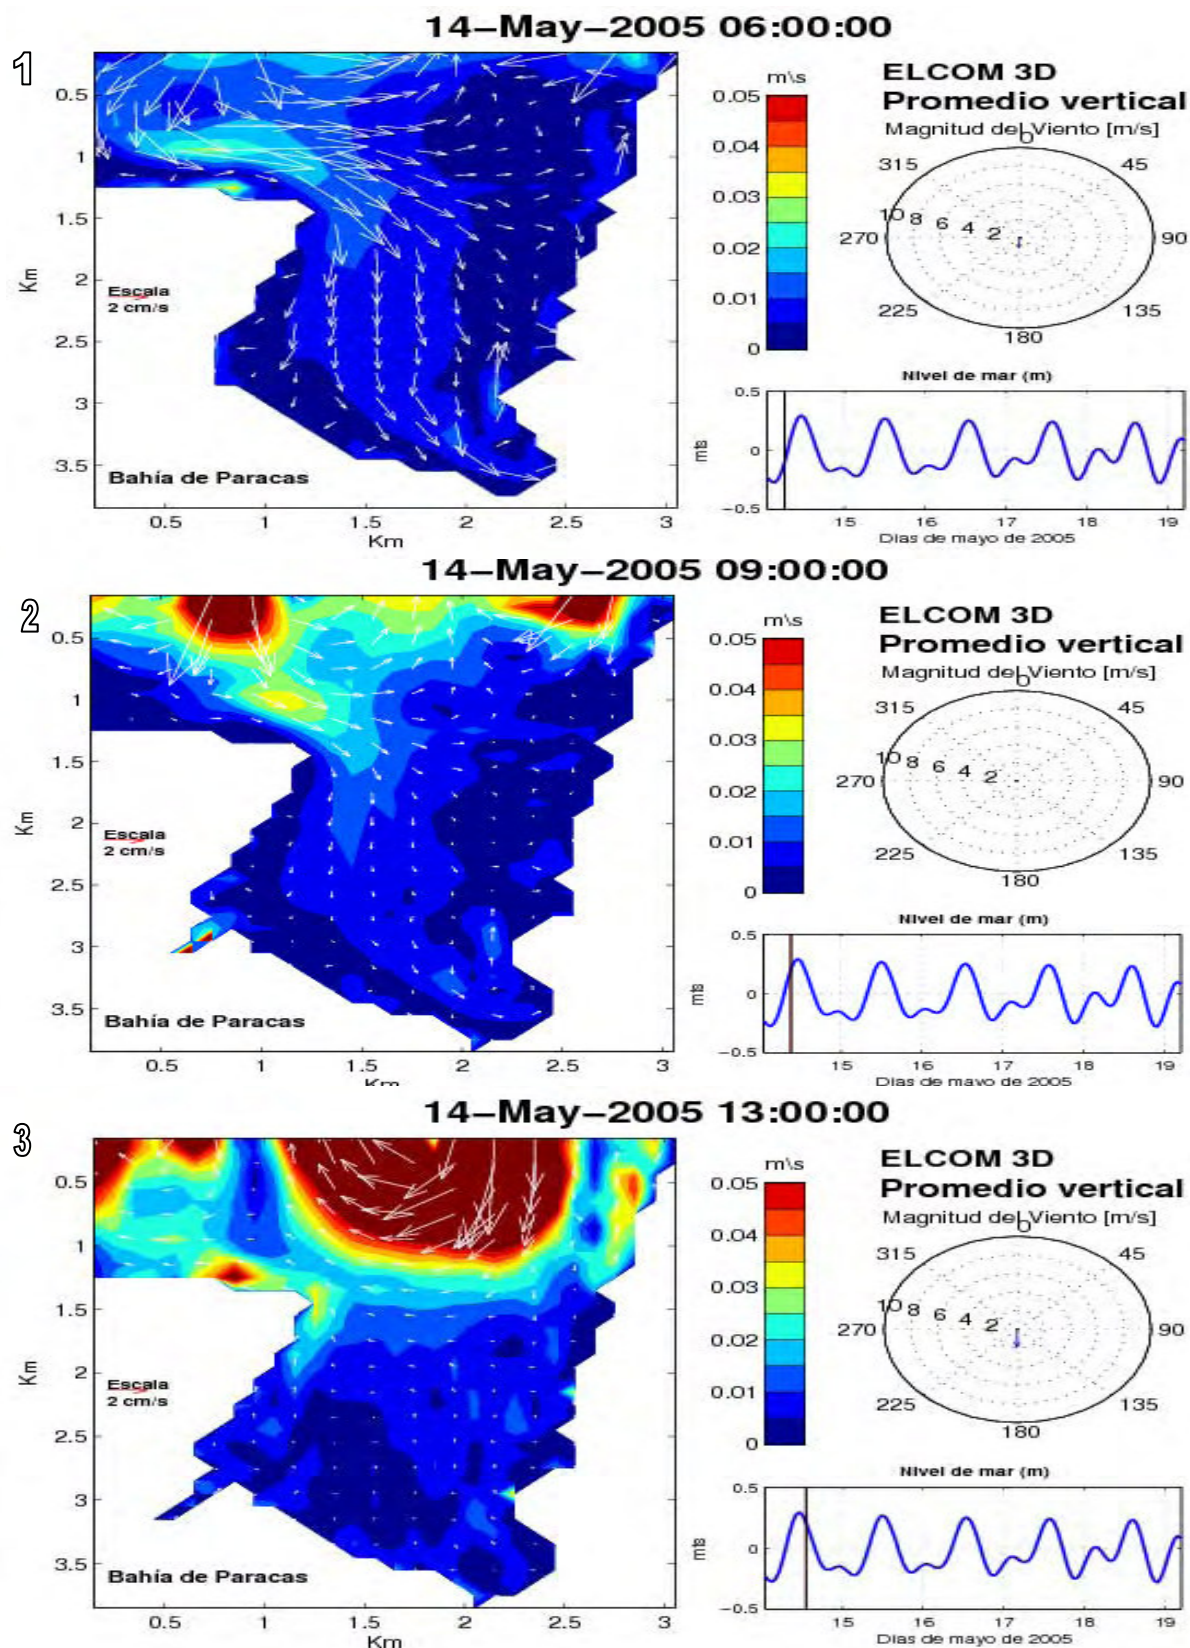 14-May-2005 06:00:00
1
m\s
ELCOM 3D
Promedio vertical
Magnitud del Viento [m/s]
0.05
0.04
0.03
0.02
0.01
0
0
45
90
135
180
225
270
315
10 8 6 4 2
Nivel de mar (m)
0.5
0
-0.5
mts
15 16 17 18 19
Dias de mayo de 2005
0.5
1
1.5
2
2.5
3
3.5
Km
Escala
2 cm/s
Bahía de Paracas
0.5 1 1.5 2 2.5 3
Km
14-May-2005 09:00:00
2
m\s
ELCOM 3D
Promedio vertical
Magnitud del Viento [m/s]
0.05
0.04
0.03
0.02
0.01
0
0
45
90
135
180
225
270
315
10 8 6 4 2
Nivel de mar (m)
0.5
0
-0.5
mts
15 16 17 18 19
Dias de mayo de 2005
0.5
1
1.5
2
2.5
3
3.5
Km
Escala
2 cm/s
Bahía de Paracas
0.5 1 1.5 2 2.5 3
Km
14-May-2005 13:00:00
3
m\s
ELCOM 3D
Promedio vertical
Magnitud del Viento [m/s]
0.05
0.04
0.03
0.02
0.01
0
0
45
90
135
180
225
270
315
10 8 6 4 2
Nivel de mar (m)
0.5
0
-0.5
mts
15 16 17 18 19
Dias de mayo de 2005
0.5
1
1.5
2
2.5
3
3.5
Km
Escala
2 cm/s
Bahía de Paracas
0.5 1 1.5 2 2.5 3
Km